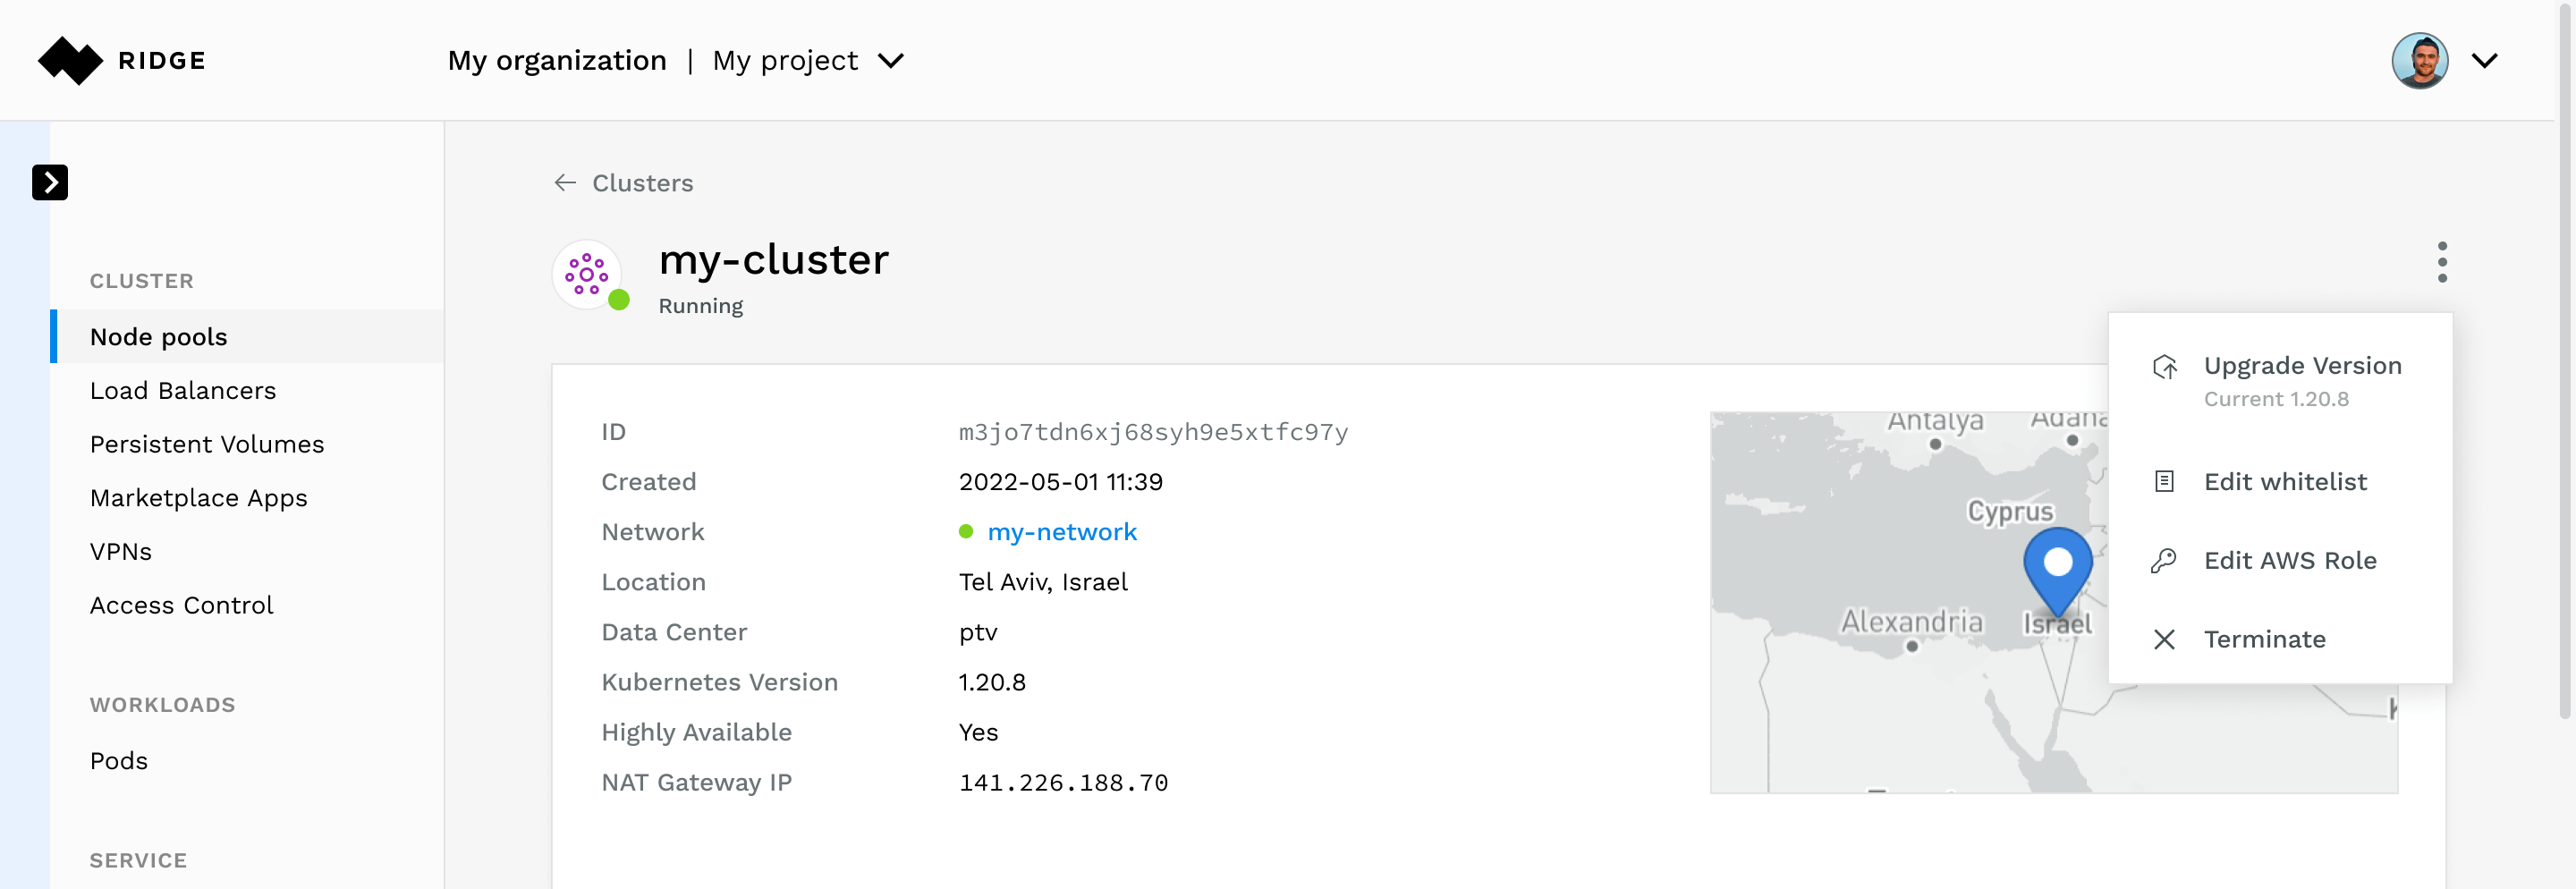 RIDGE
My organization | My project
Clusters
my-cluster
Running
CLUSTER
Node pools
Load Balancers
Persistent Volumes
Marketplace Apps
VPNs
Access Control
WORKLOADS
Pods
SERVICE
ID m3jo7tdn6xj68syh9e5xtfc97y
Created 2022-05-01 11:39
Network my-network
Location Tel Aviv, Israel
Data Center ptv
Kubernetes Version 1.20.8
Highly Available Yes
NAT Gateway IP 141.226.188.70
Antalya
Adana
Cyprus
Alexandria
Israel
Upgrade Version
Current 1.20.8
Edit whitelist
Edit AWS Role
Terminate